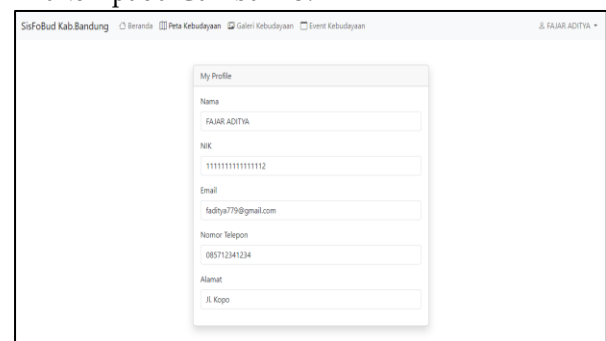 SisFoBud Kab.Bandung Beranda Peta Kebudayaan Galeri Kebudayaan Event Kebudayaan FAJAR ADITYA
My Profile
Nama
FAJAR ADITYA
NIK
1111111111111112
Email
faditya779@gmail.com
Nomor Telepon
085712341234
Alamat
Jl. Kopo